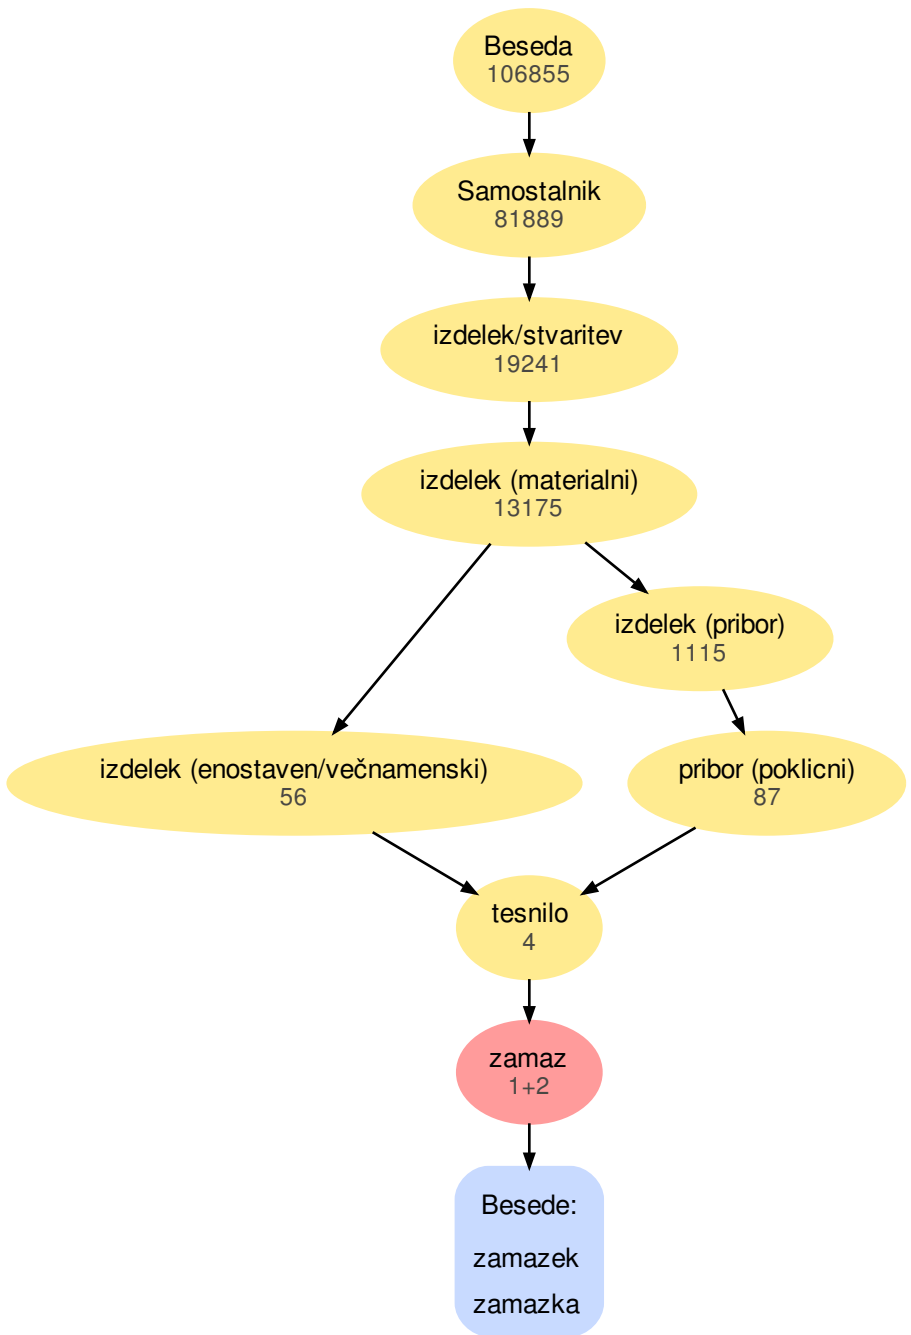 Beseda
106855
Samostalnik
81889
izdelek/stvaritev
19241
izdelek (materialni)
13175
izdelek (pribor)
1115
izdelek (enostaven/večnamenski)
56
pribor (poklicni)
87
tesnilo
4
zamaz
1+2
Besede:
zamazek
zamazka